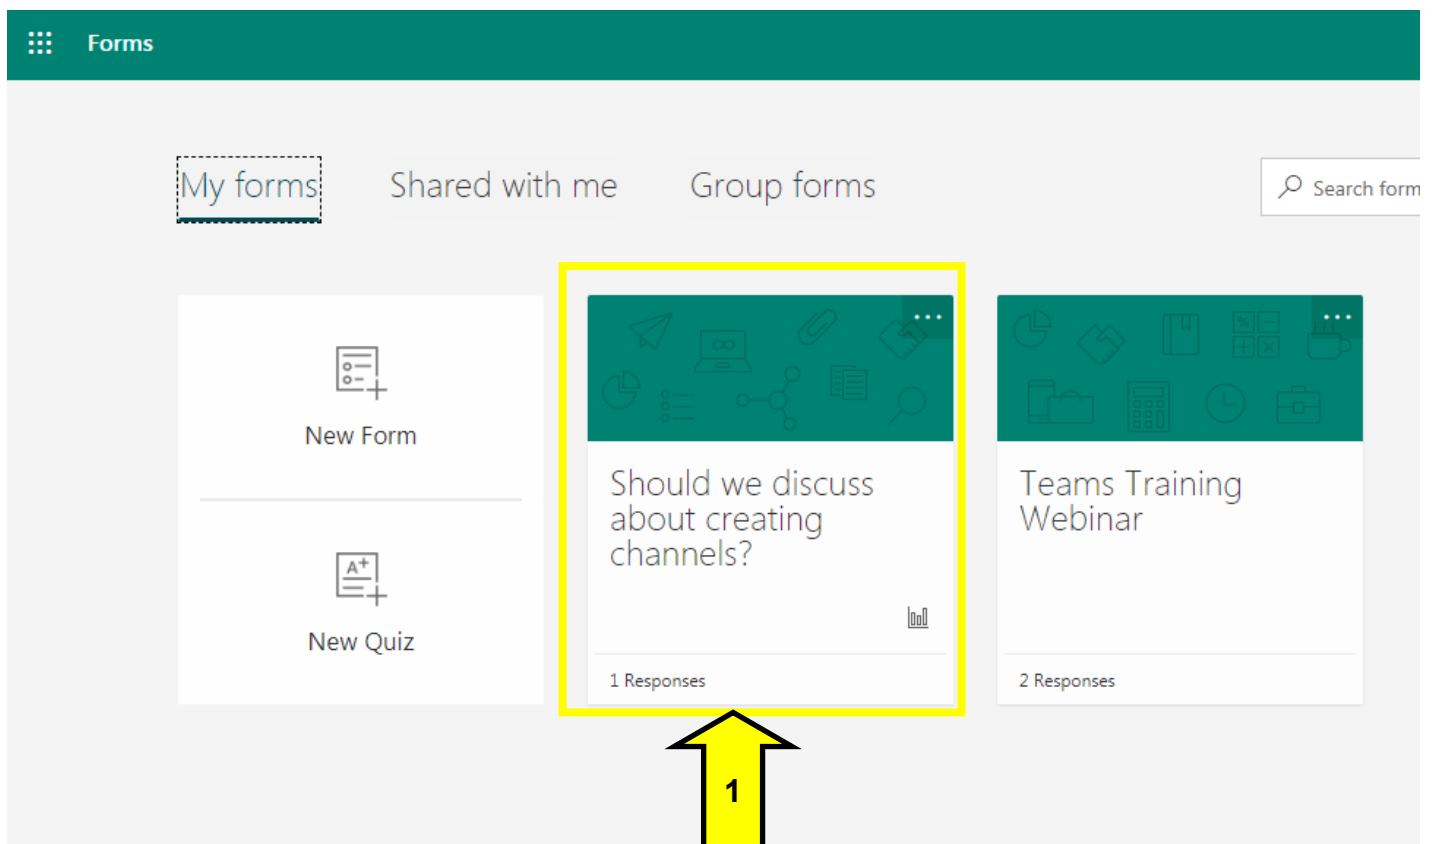 Forms
My forms
Shared with me
Group forms
Search form
New Form
A+
New Quiz
Should we discuss
about creating
channels?
1 Responses
Teams Training
Webinar
2 Responses
1